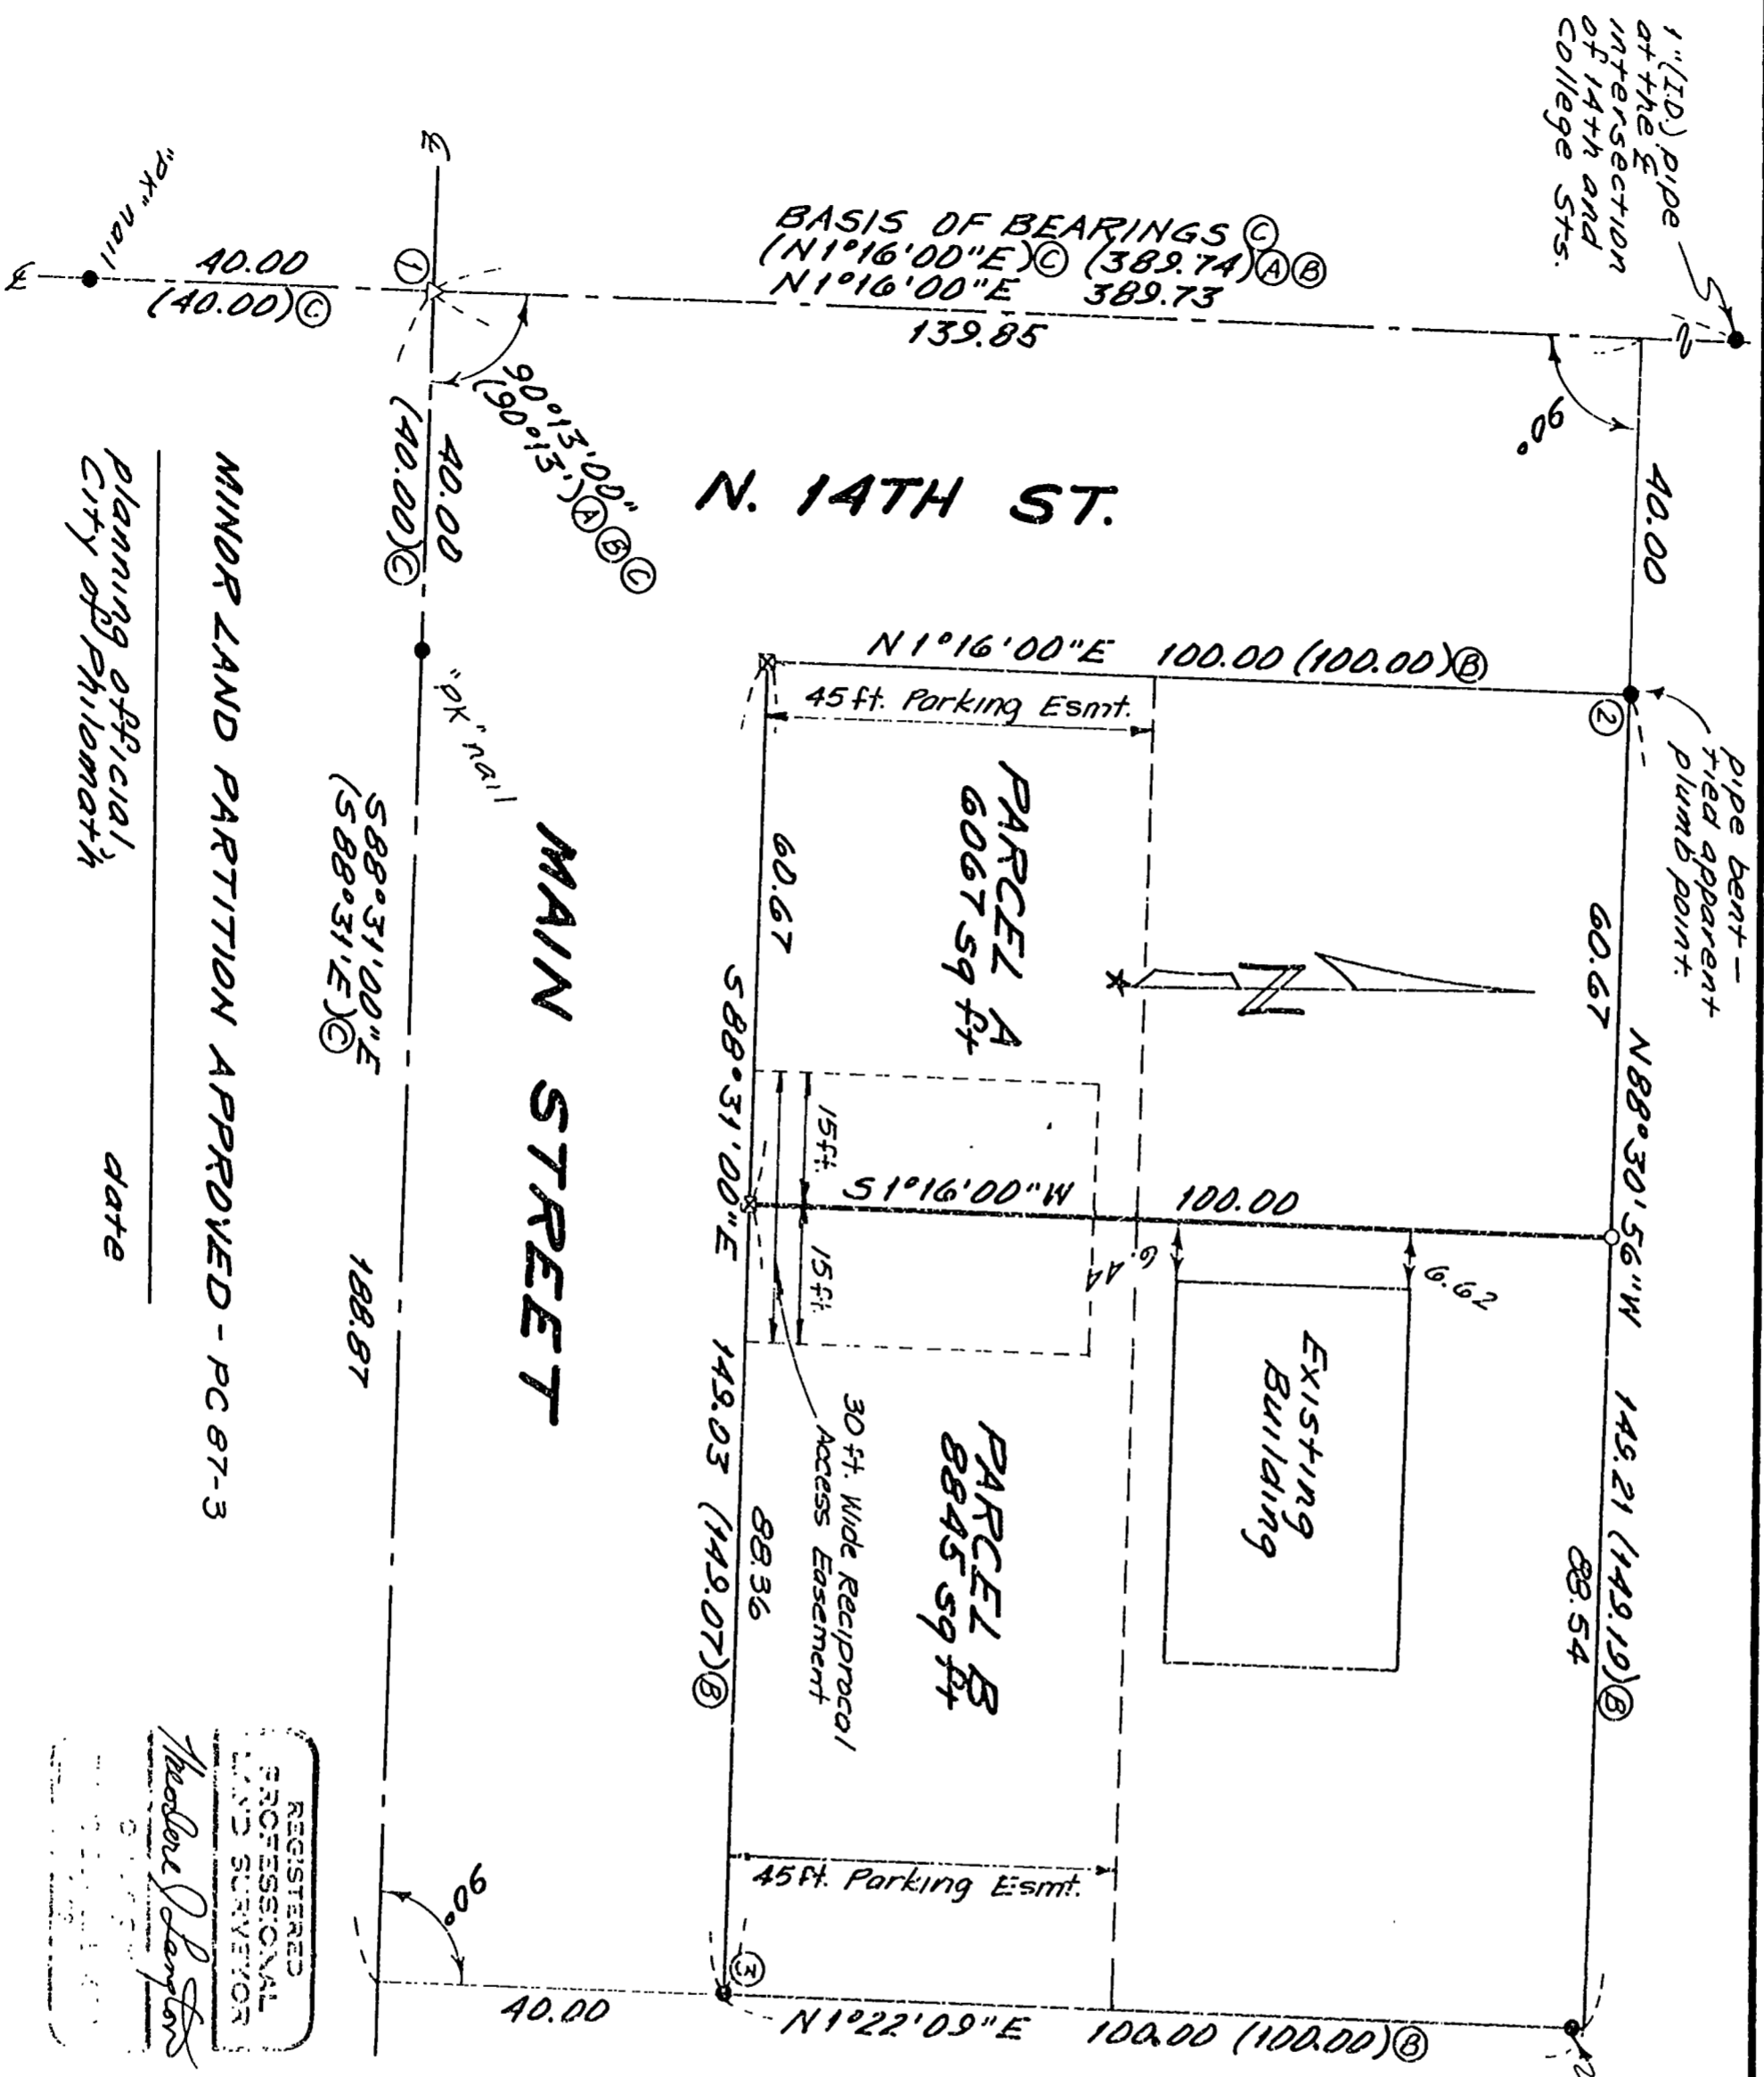 1"(I.D.) pipe
at the ℄
intersection
of 14th and
College Sts.
BASIS OF BEARINGS Ⓒ
(N1°16'00"E)Ⓒ (389.74)ⒶⒷ
N1°16'00"E 389.73
139.85
℄
40.00
(40.00)Ⓒ
"PK" nail
℄
①
90°13'00"
(90°13')ⒶⒷⒸ
40.00
(40.00)Ⓒ
"PK" nail
90°
40.00
N. 14TH ST.
pipe bent —
tied apparent
plumb point.
②
N1°16'00"E 100.00 (100.00)Ⓑ
45 ft. Parking Esmt.
60.67
N88°30'56"W 149.21 (149.19)Ⓑ
88.54
PARCEL A
6067 sq ft
N
60.67
S88°31'00"E 149.03 (149.07)Ⓑ
88.36
15 ft.
15 ft.
S1°16'00"W 100.00
6.44
6.62
Existing
Building
PARCEL B
8845 sq ft
30 ft. Wide Reciprocal
Access Easement
45 ft. Parking Esmt.
③
N1°22'09"E 100.00 (100.00)Ⓑ
40.00
90°
MAIN STREET
S88°31'00"E
(S88°31'E)Ⓒ
188.87
MINOR LAND PARTITION APPROVED - PC 87-3
planning official,
City of Philomath
date
REGISTERED
PROFESSIONAL
LAND SURVEYOR